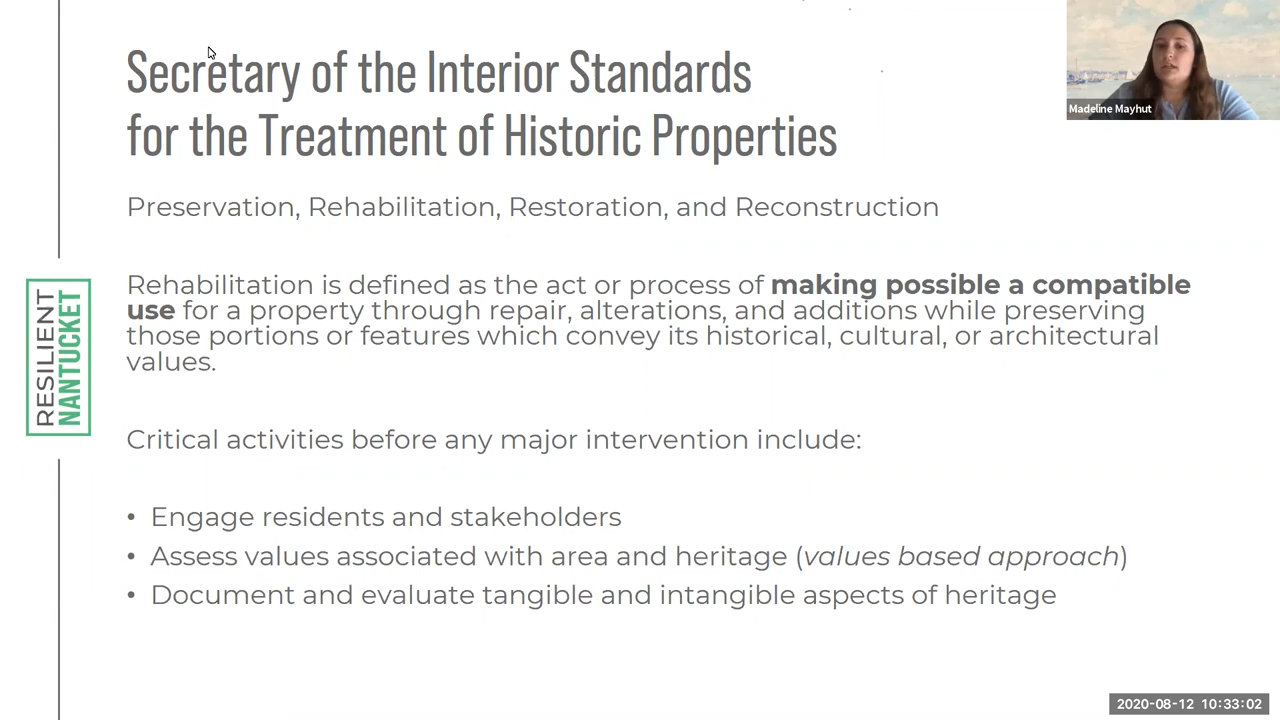 Secretary of the Interior Standards
for the Treatment of Historic Properties
Madeline Mayhut
Preservation, Rehabilitation, Restoration, and Reconstruction
Rehabilitation is defined as the act or process of making possible a compatible
use for a property through repair, alterations, and additions while preserving
those portions or features which convey its historical, cultural, or architectural
values.
RESILIENT
NANTUCKET
Critical activities before any major intervention include:
• Engage residents and stakeholders
• Assess values associated with area and heritage (values based approach)
• Document and evaluate tangible and intangible aspects of heritage
2020-08-12 10:33:02